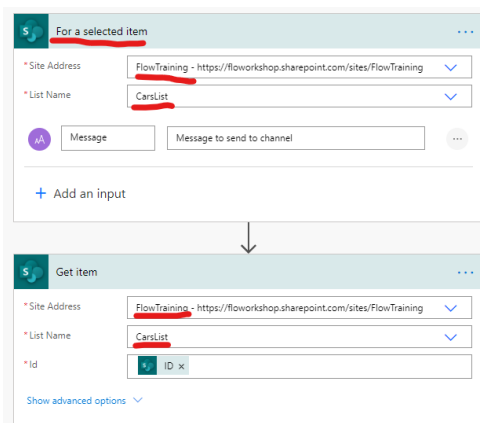 For a selected item
* Site Address
FlowTraining - https://floworkshop.sharepoint.com/sites/FlowTraining
* List Name
CarsList
Message
Message to send to channel
+ Add an input
Get item
* Site Address
FlowTraining - https://floworkshop.sharepoint.com/sites/FlowTraining
* List Name
CarsList
* Id
ID ×
Show advanced options